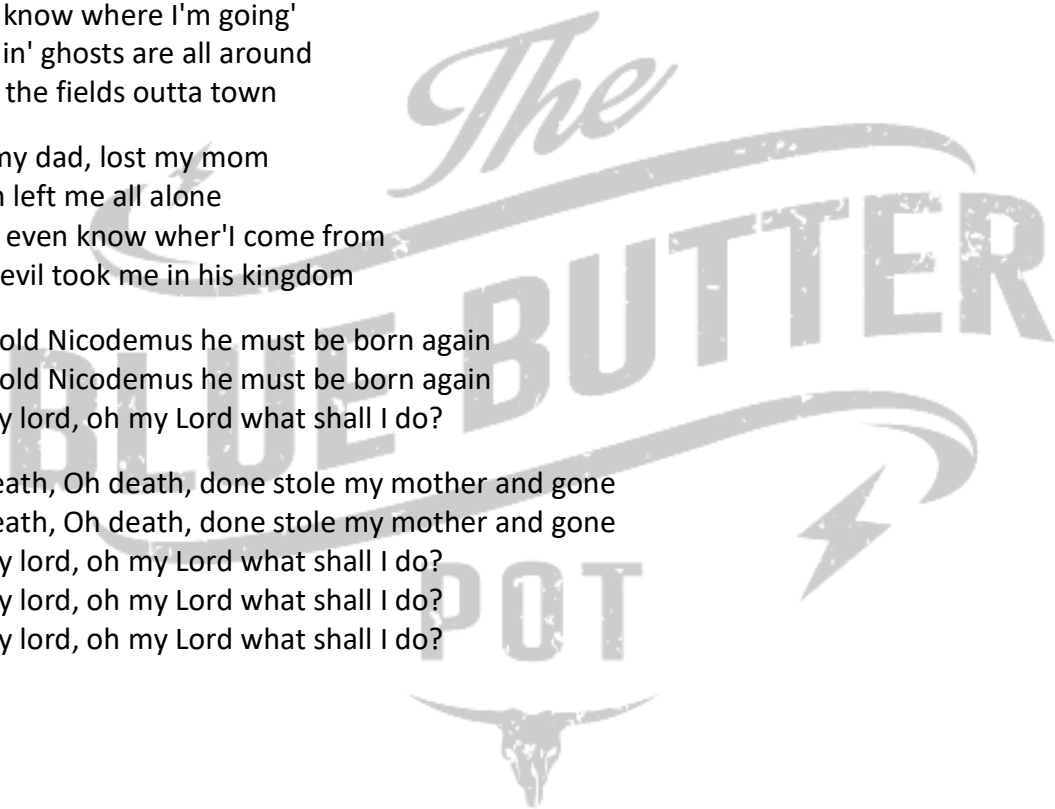 know where I'm going'
in' ghosts are all around
the fields outta town
my dad, lost my mom
left me all alone
even know wher'I come from
evil took me in his kingdom
old Nicodemus he must be born again
old Nicodemus he must be born again
y lord, oh my Lord what shall I do?
eath, Oh death, done stole my mother and gone
eath, Oh death, done stole my mother and gone
y lord, oh my Lord what shall I do?
y lord, oh my Lord what shall I do?
y lord, oh my Lord what shall I do?
The
BLUE BUTTER
POT